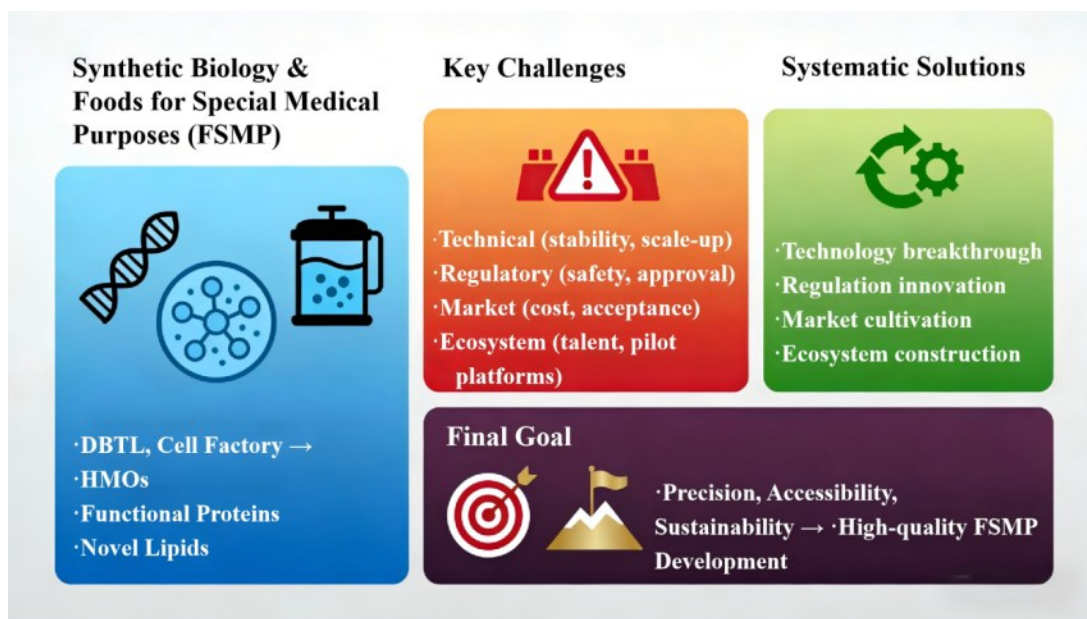 Synthetic Biology &
Foods for Special Medical
Purposes (FSMP)
·DBTL, Cell Factory →
·HMOs
·Functional Proteins
·Novel Lipids
Key Challenges
·Technical (stability, scale-up)
·Regulatory (safety, approval)
·Market (cost, acceptance)
·Ecosystem (talent, pilot
platforms)
Systematic Solutions
·Technology breakthrough
·Regulation innovation
·Market cultivation
·Ecosystem construction
Final Goal
·Precision, Accessibility,
Sustainability → ·High-quality FSMP
Development